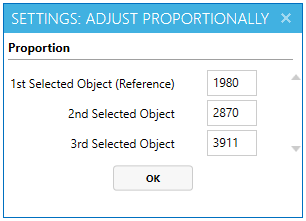 SETTINGS: ADJUST PROPORTIONALLY
Proportion
1st Selected Object (Reference) 1980
2nd Selected Object 2870
3rd Selected Object 3911
OK